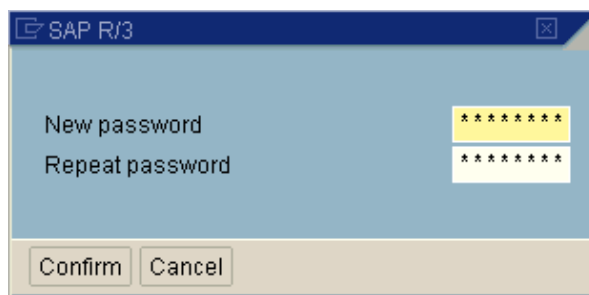 SAP R/3
New password ********
Repeat password ********
Confirm Cancel